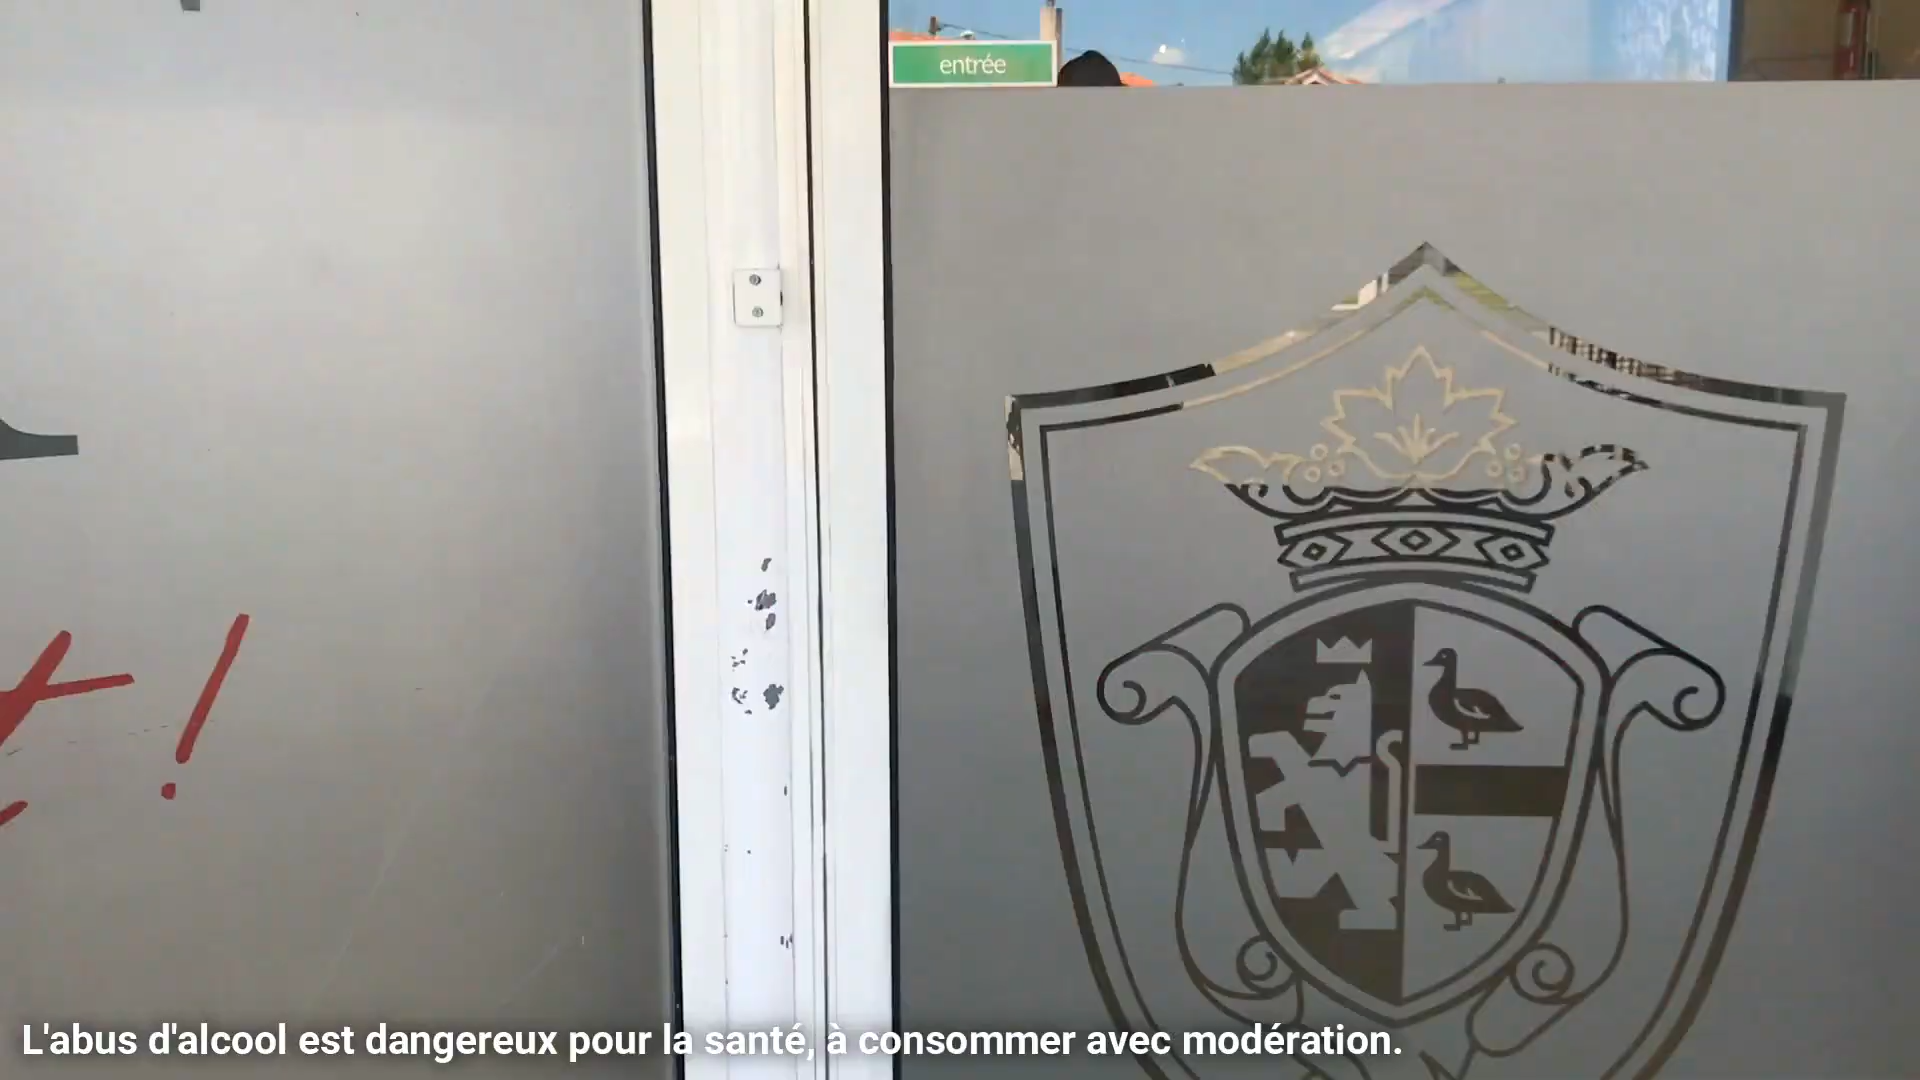 entrée
t!
L'abus d'alcool est dangereux pour la santé, à consommer avec modération.